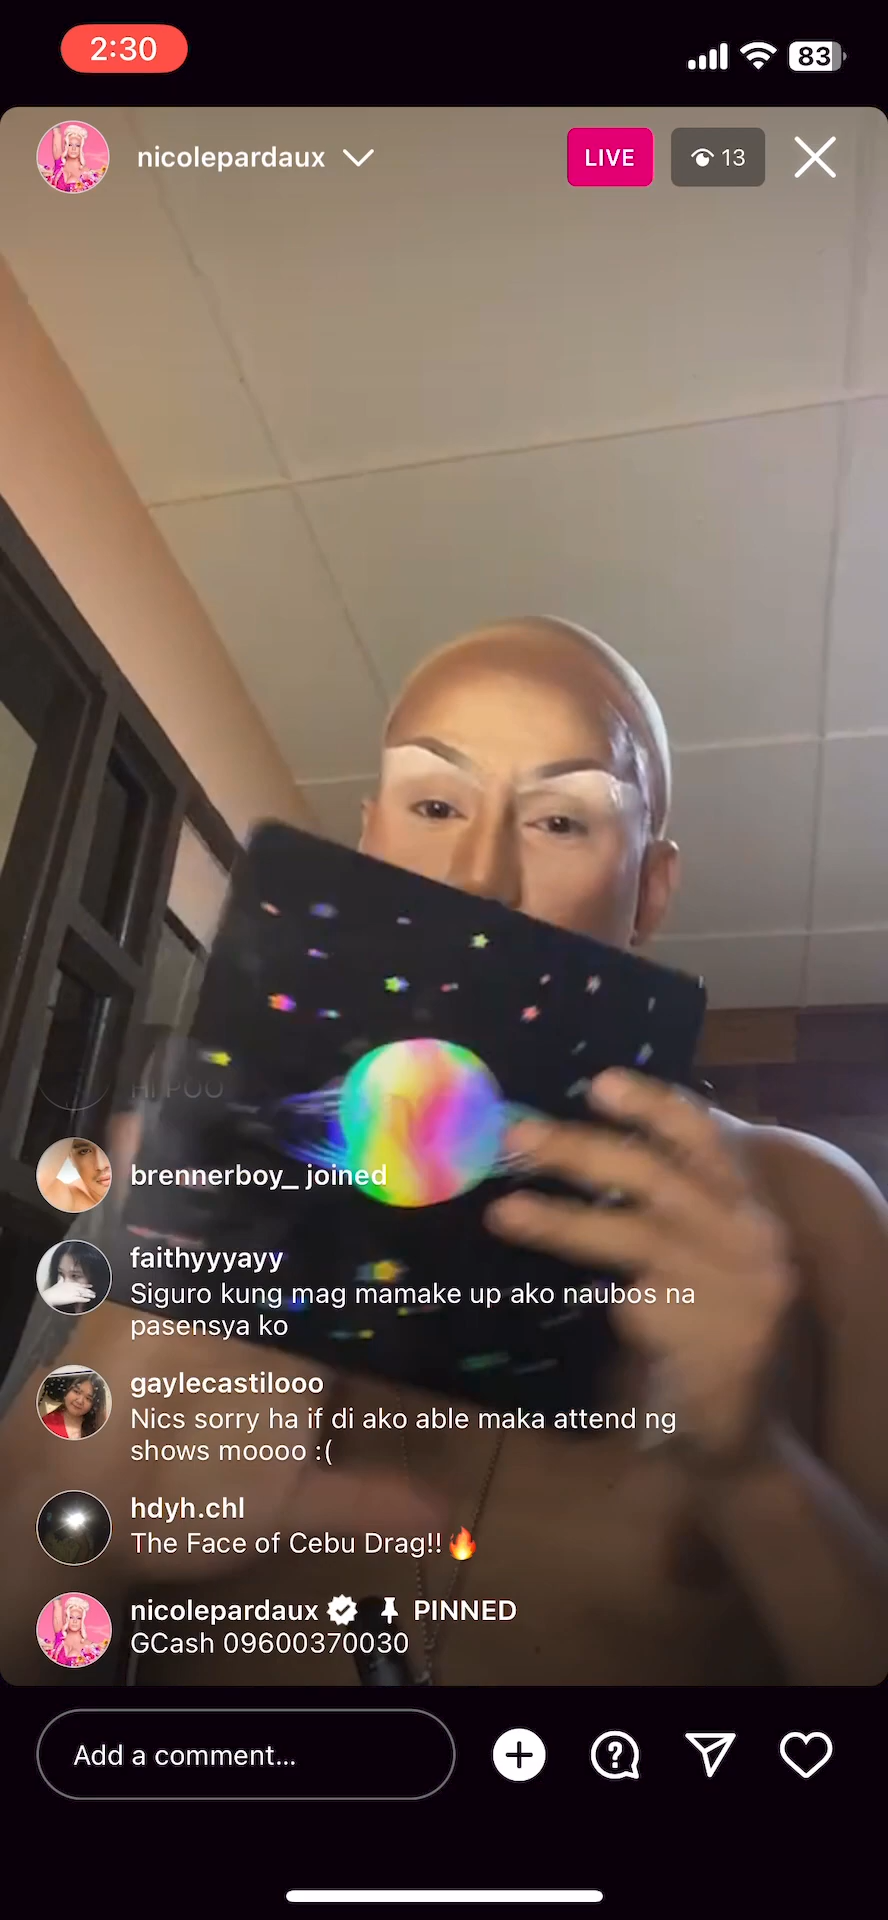 2:30
83
nicolepardaux
LIVE
13
HI POO
brennerboy_ joined
faithyyyayy
Siguro kung mag mamake up ako naubos na
pasensya ko
gaylecastilooo
Nics sorry ha if di ako able maka attend ng
shows moooo :(
hdyh.chl
The Face of Cebu Drag!!🔥
nicolepardaux PINNED
GCash 09600370030
Add a comment...